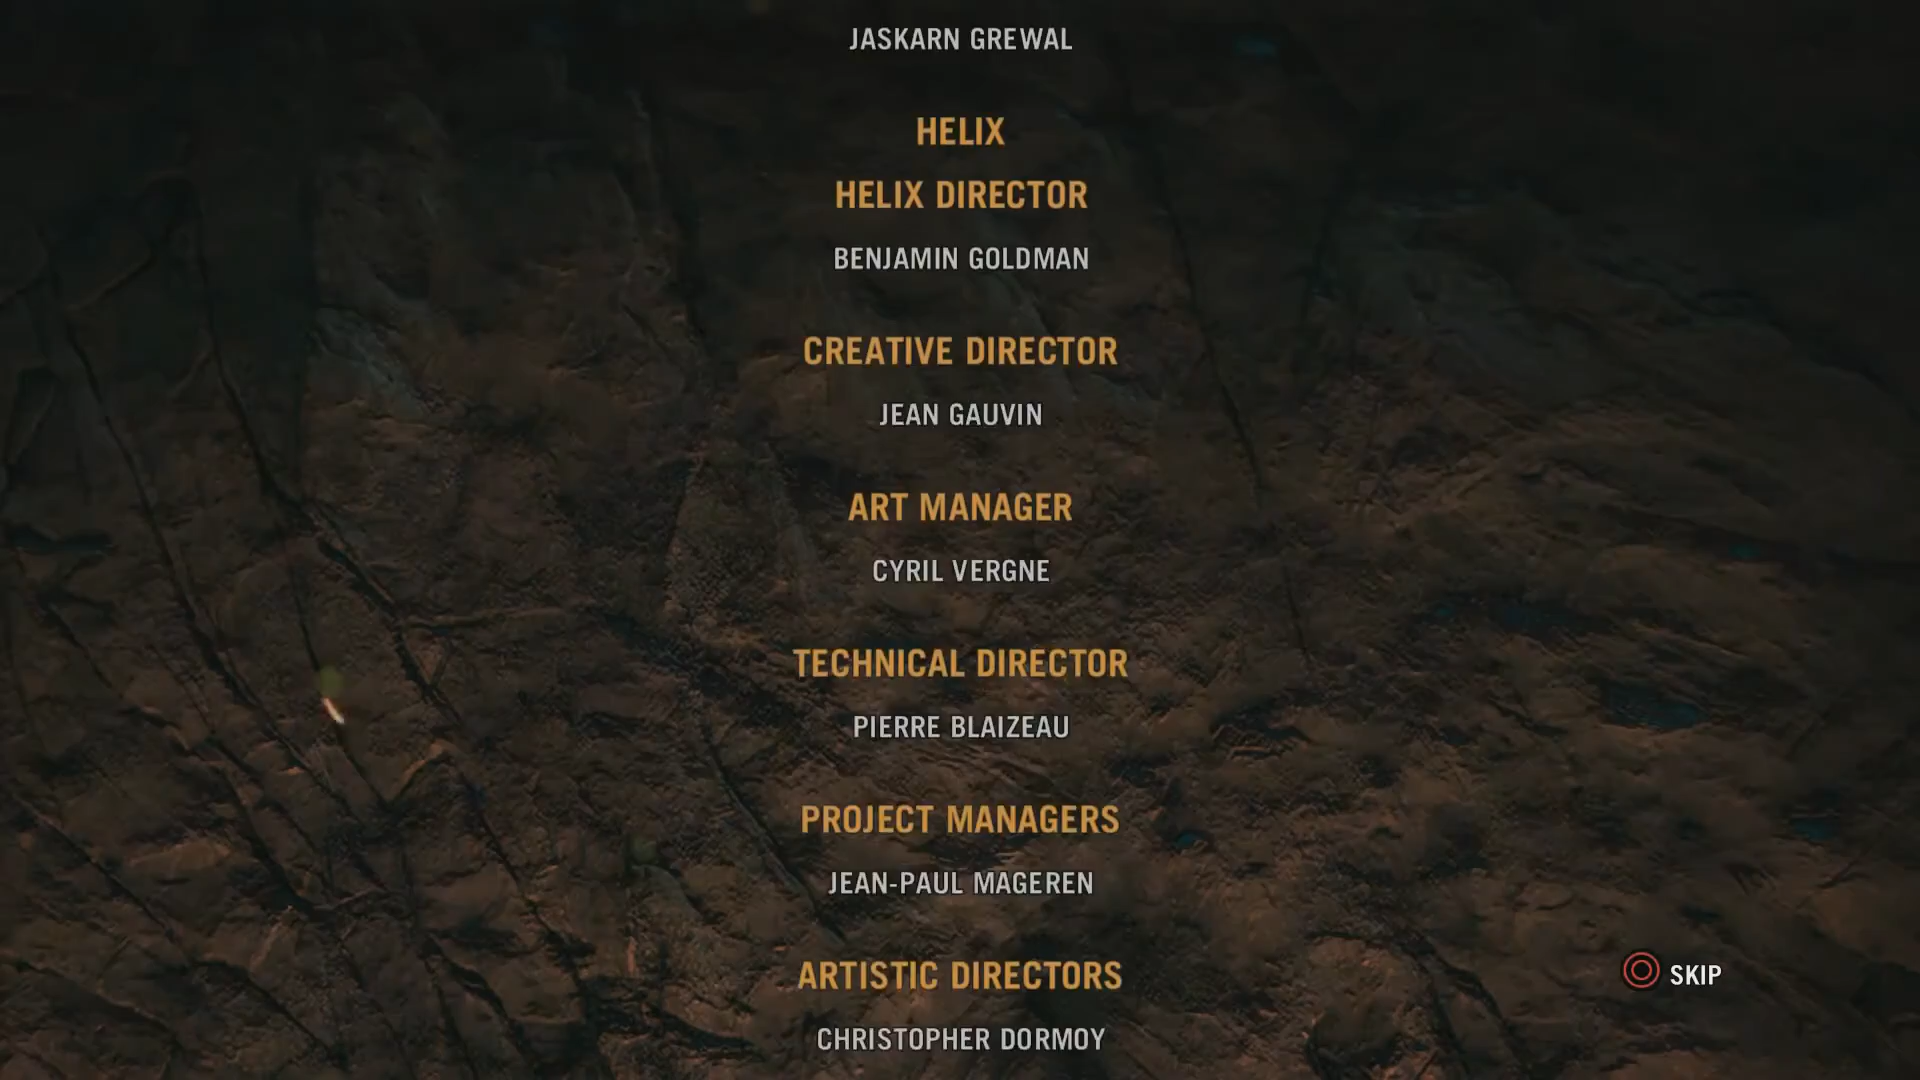 JASKARN GREWAL
HELIX
HELIX DIRECTOR
BENJAMIN GOLDMAN
CREATIVE DIRECTOR
JEAN GAUVIN
ART MANAGER
CYRIL VERGNE
TECHNICAL DIRECTOR
PIERRE BLAIZEAU
PROJECT MANAGERS
JEAN-PAUL MAGEREN
ARTISTIC DIRECTORS
SKIP
CHRISTOPHER DORMOY